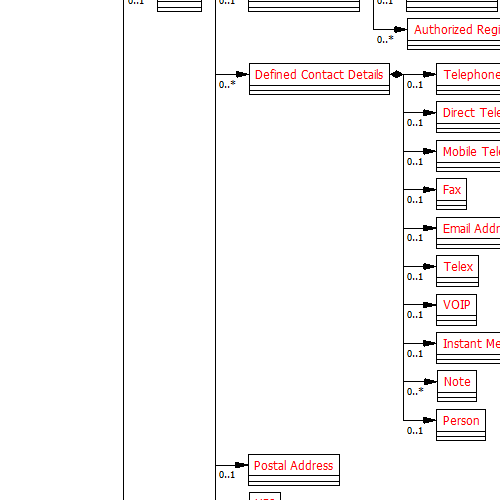 0..1
0..1
0..1
Authorized Regi
0..*
Defined Contact Details
0..*
Telephone
0..1
Direct Tele
0..1
Mobile Tel
0..1
Fax
0..1
Email Addr
0..1
Telex
0..1
VOIP
0..1
Instant Me
0..1
Note
0..*
Person
0..1
Postal Address
0..1